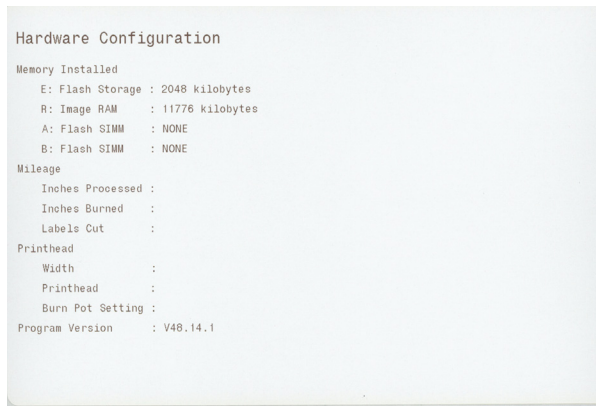 Hardware Configuration
Memory Installed
E: Flash Storage : 2048 kilobytes
R: Image RAM : 11776 kilobytes
A: Flash SIMM : NONE
B: Flash SIMM : NONE
Mileage
Inches Processed :
Inches Burned :
Labels Cut :
Printhead
Width :
Printhead :
Burn Pot Setting :
Program Version : V48.14.1